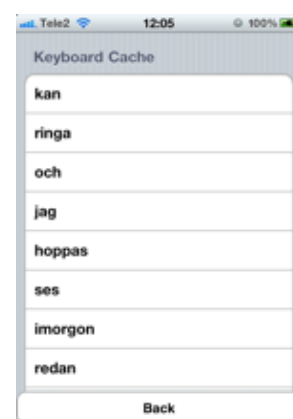 Tele2 12:05 100%
Keyboard Cache
kan
ringa
och
jag
hoppas
ses
imorgon
redan
Back